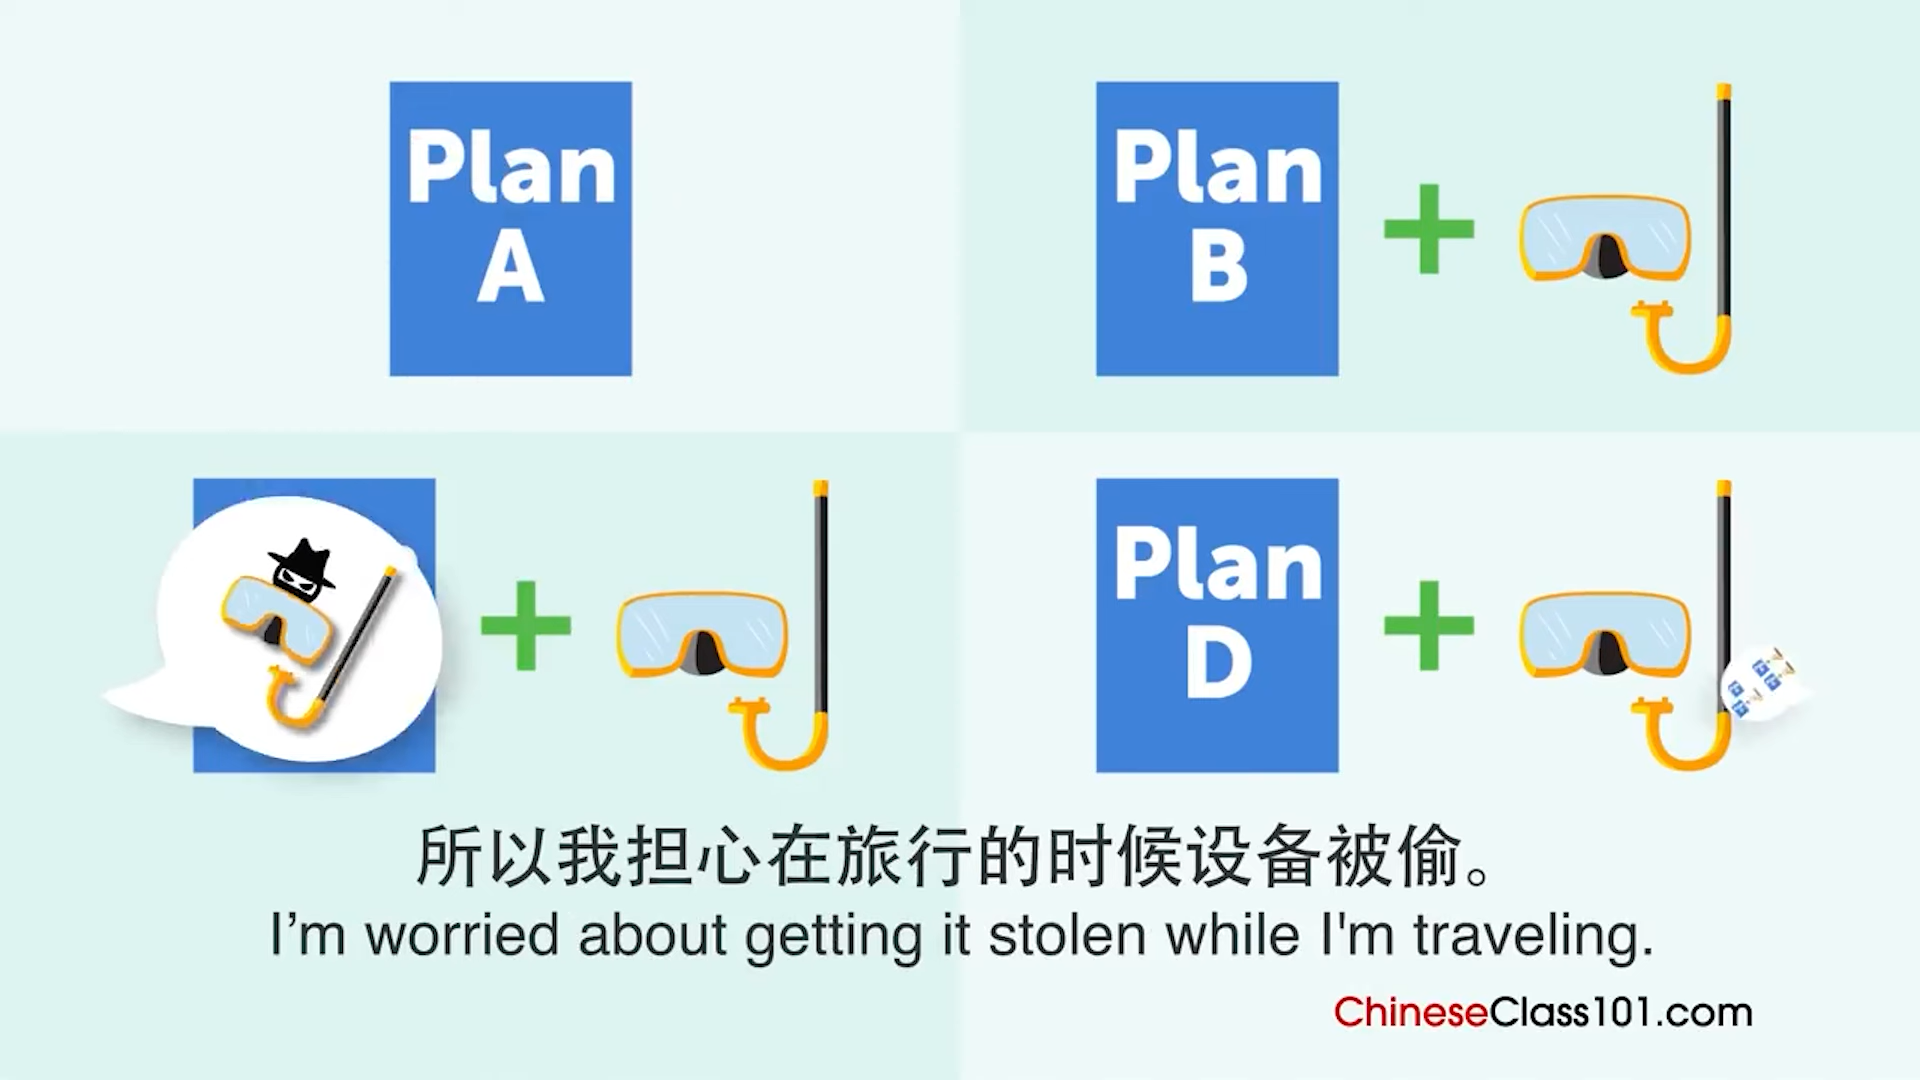 Plan
A
Plan
B
Plan
D
所以我担心在旅行的时候设备被偷。
I’m worried about getting it stolen while I'm traveling.
ChineseClass101.com